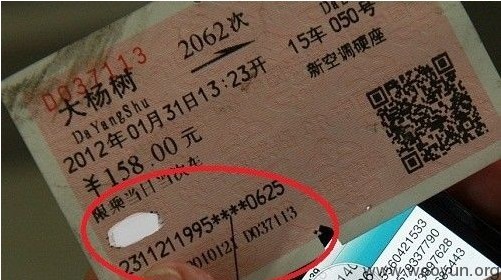 D037113
大杨树
2062次
DaYangShu
15车 050号
2012年01月31日13:23开
新空调硬座
¥158.00元
限乘当日当次车
2311211995****0625
D037113
60421533
www.wooyun.org